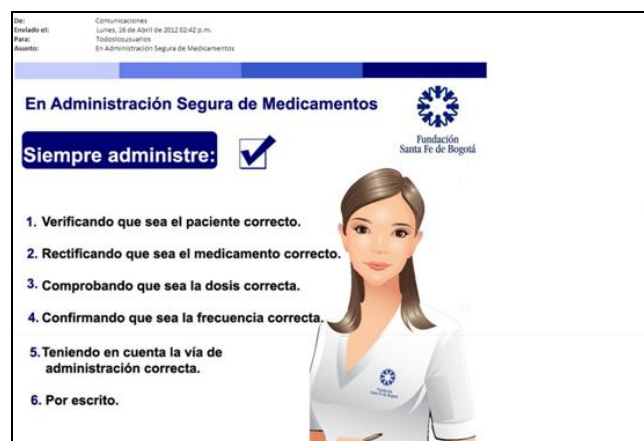 De: Comunicaciones
Enviado el: Lunes, 16 de Abril de 2012 02:42 p.m.
Para: Todoslosusuarios
Asunto: En Administración Segura de Medicamentos
En Administración Segura de Medicamentos
Fundación
Santa Fe de Bogotá
Siempre administre:
1. Verificando que sea el paciente correcto.
2. Rectificando que sea el medicamento correcto.
3. Comprobando que sea la dosis correcta.
4. Confirmando que sea la frecuencia correcta.
5. Teniendo en cuenta la vía de
administración correcta.
6. Por escrito.